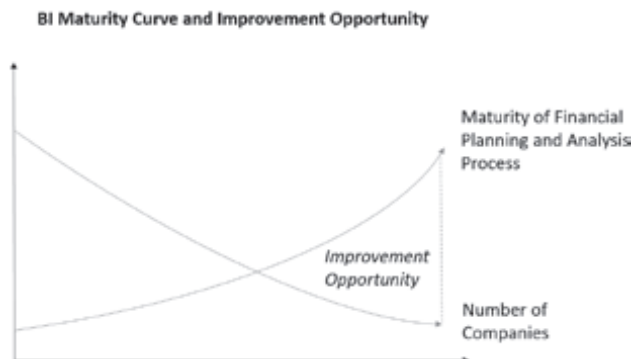 BI Maturity Curve and Improvement Opportunity
Maturity of Financial
Planning and Analysis
Process
Improvement
Opportunity
Number of
Companies